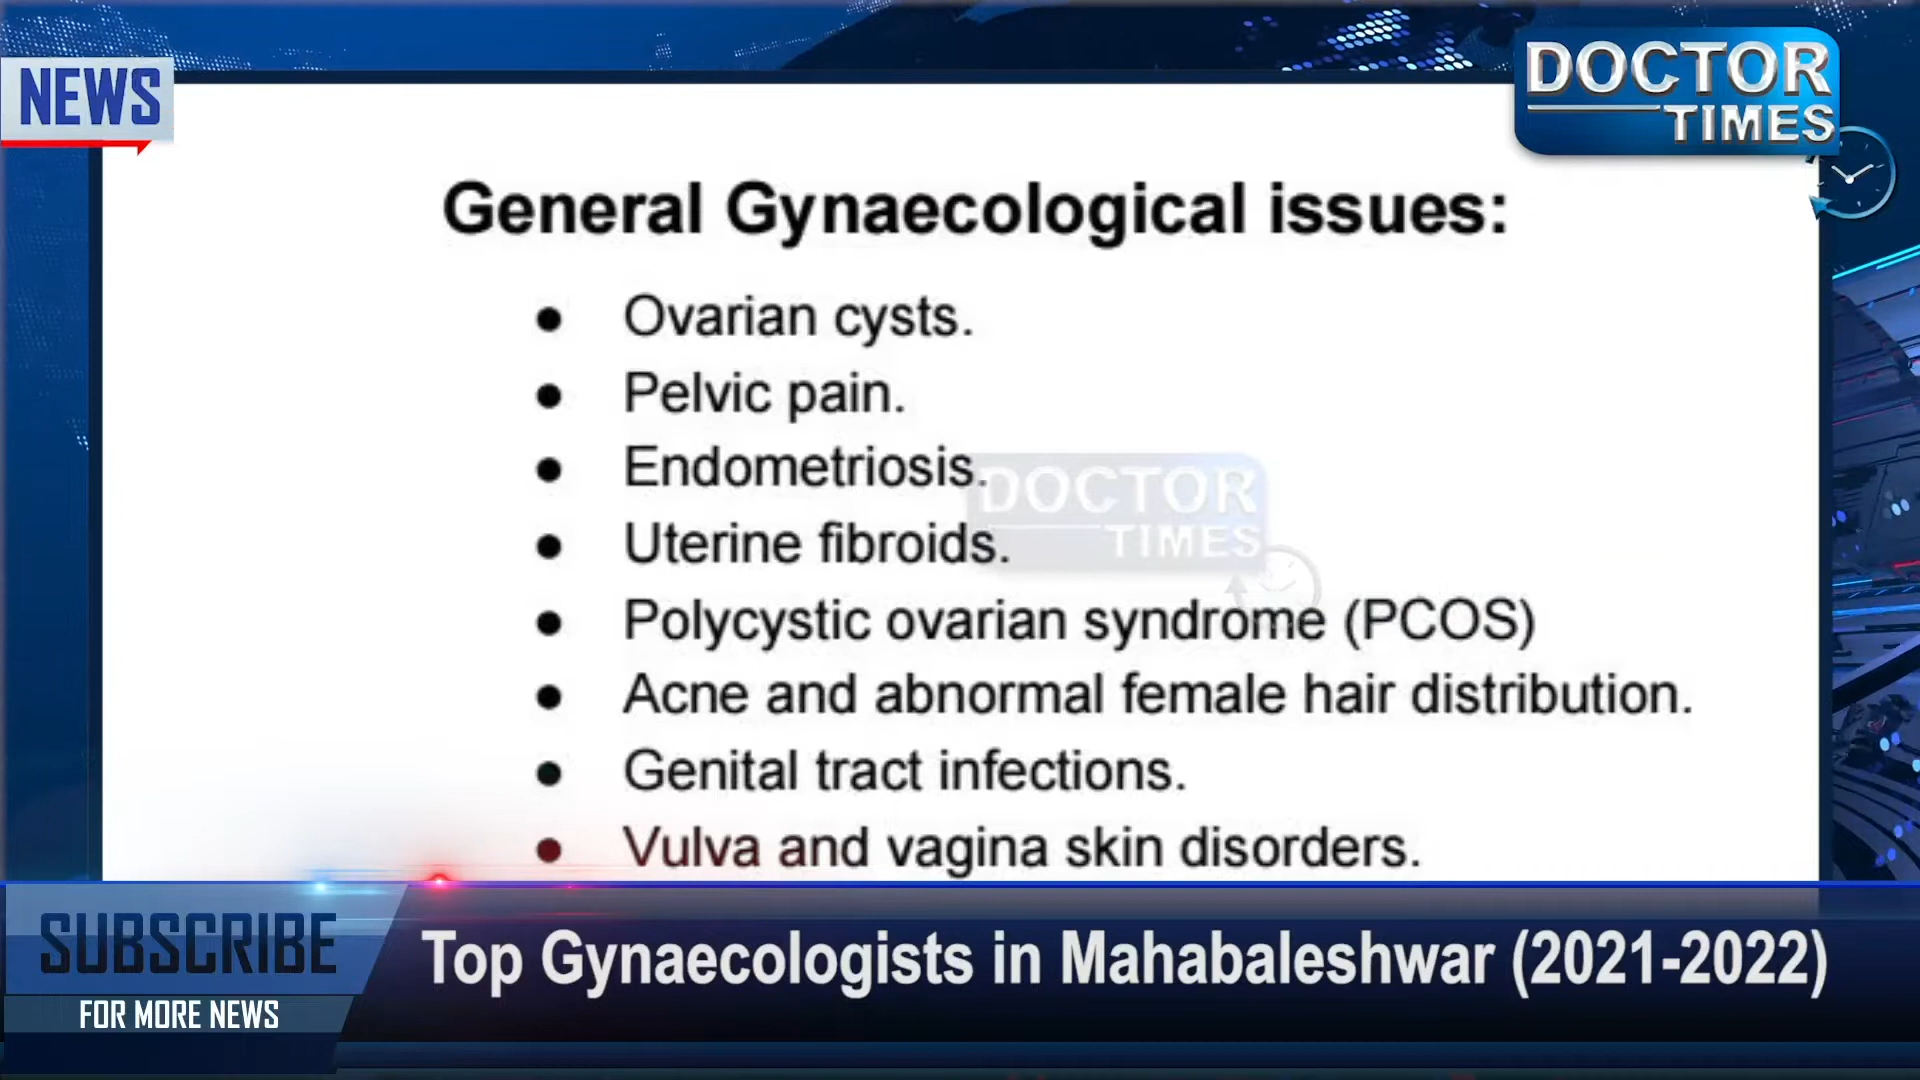 NEWS
DOCTOR
TIMES
General Gynaecological issues:
● Ovarian cysts.
● Pelvic pain.
● Endometriosis.
● Uterine fibroids.
● Polycystic ovarian syndrome (PCOS)
● Acne and abnormal female hair distribution.
● Genital tract infections.
● Vulva and vagina skin disorders.
DOCTOR
TIMES
SUBSCRIBE
FOR MORE NEWS
Top Gynaecologists in Mahabaleshwar (2021-2022)